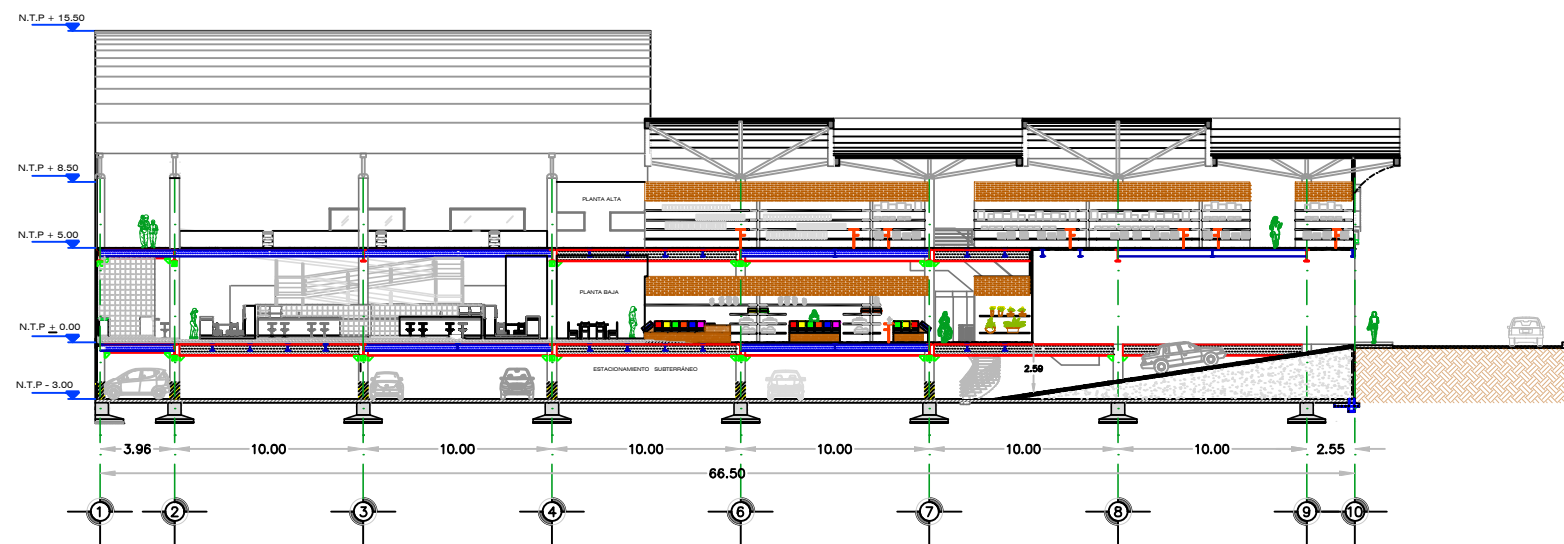 N.T.P + 15.50
N.T.P + 8.50
PLANTA ALTA
N.T.P + 5.00
PLANTA BAJA
N.T.P + 0.00
ESTACIONAMIENTO SUBTERRÁNEO
2.59
N.T.P - 3.00
3.96 10.00 10.00 10.00 10.00 10.00 10.00 2.55
66.50
1 2 3 4 6 7 8 9 10